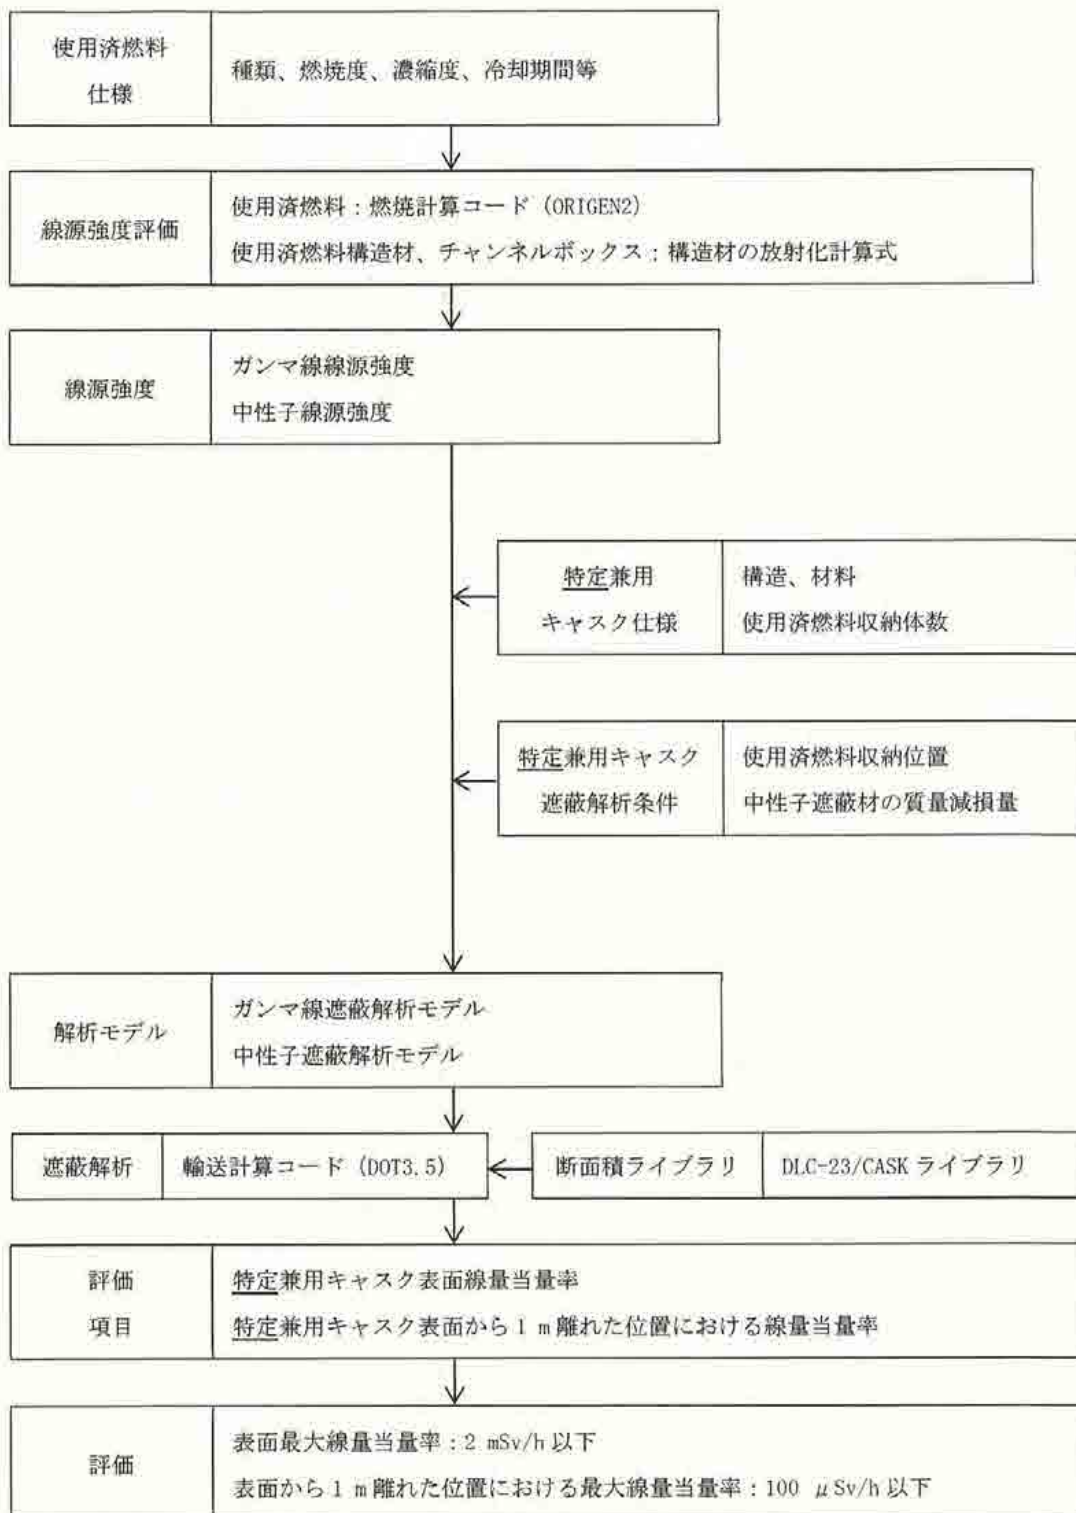 使用済燃料
仕様
種類、燃焼度、濃縮度、冷却期間等
線源強度評価
使用済燃料：燃焼計算コード（ORIGEN2）
使用済燃料構造材、チャンネルボックス：構造材の放射化計算式
線源強度
ガンマ線線源強度
中性子線源強度
特定兼用
キャスク仕様
構造、材料
使用済燃料収納体数
特定兼用キャスク
遮蔽解析条件
使用済燃料収納位置
中性子遮蔽材の質量減損量
解析モデル
ガンマ線遮蔽解析モデル
中性子遮蔽解析モデル
遮蔽解析
輸送計算コード（DOT3.5）
断面積ライブラリ
DLC-23/CASK ライブラリ
評価
項目
特定兼用キャスク表面線量当量率
特定兼用キャスク表面から 1 m 離れた位置における線量当量率
評価
表面最大線量当量率：2 mSv/h 以下
表面から 1 m 離れた位置における最大線量当量率：100 μSv/h 以下